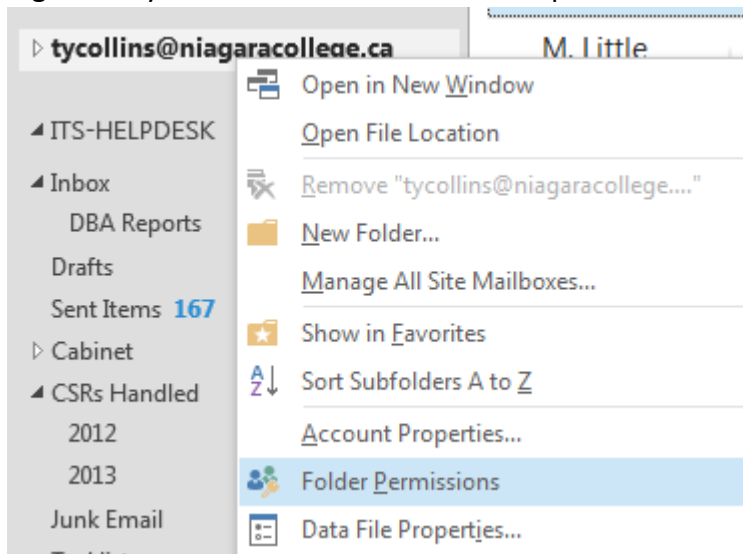 tycollins@niagaracollege.ca
M. Little
Open in New Window
ITS-HELPDESK
Open File Location
Inbox
Remove "tycollins@niagaracollege...."
DBA Reports
New Folder...
Drafts
Manage All Site Mailboxes...
Sent Items 167
Show in Favorites
Cabinet
Sort Subfolders A to Z
CSRs Handled
2012
Account Properties...
2013
Folder Permissions
Junk Email
Data File Properties...